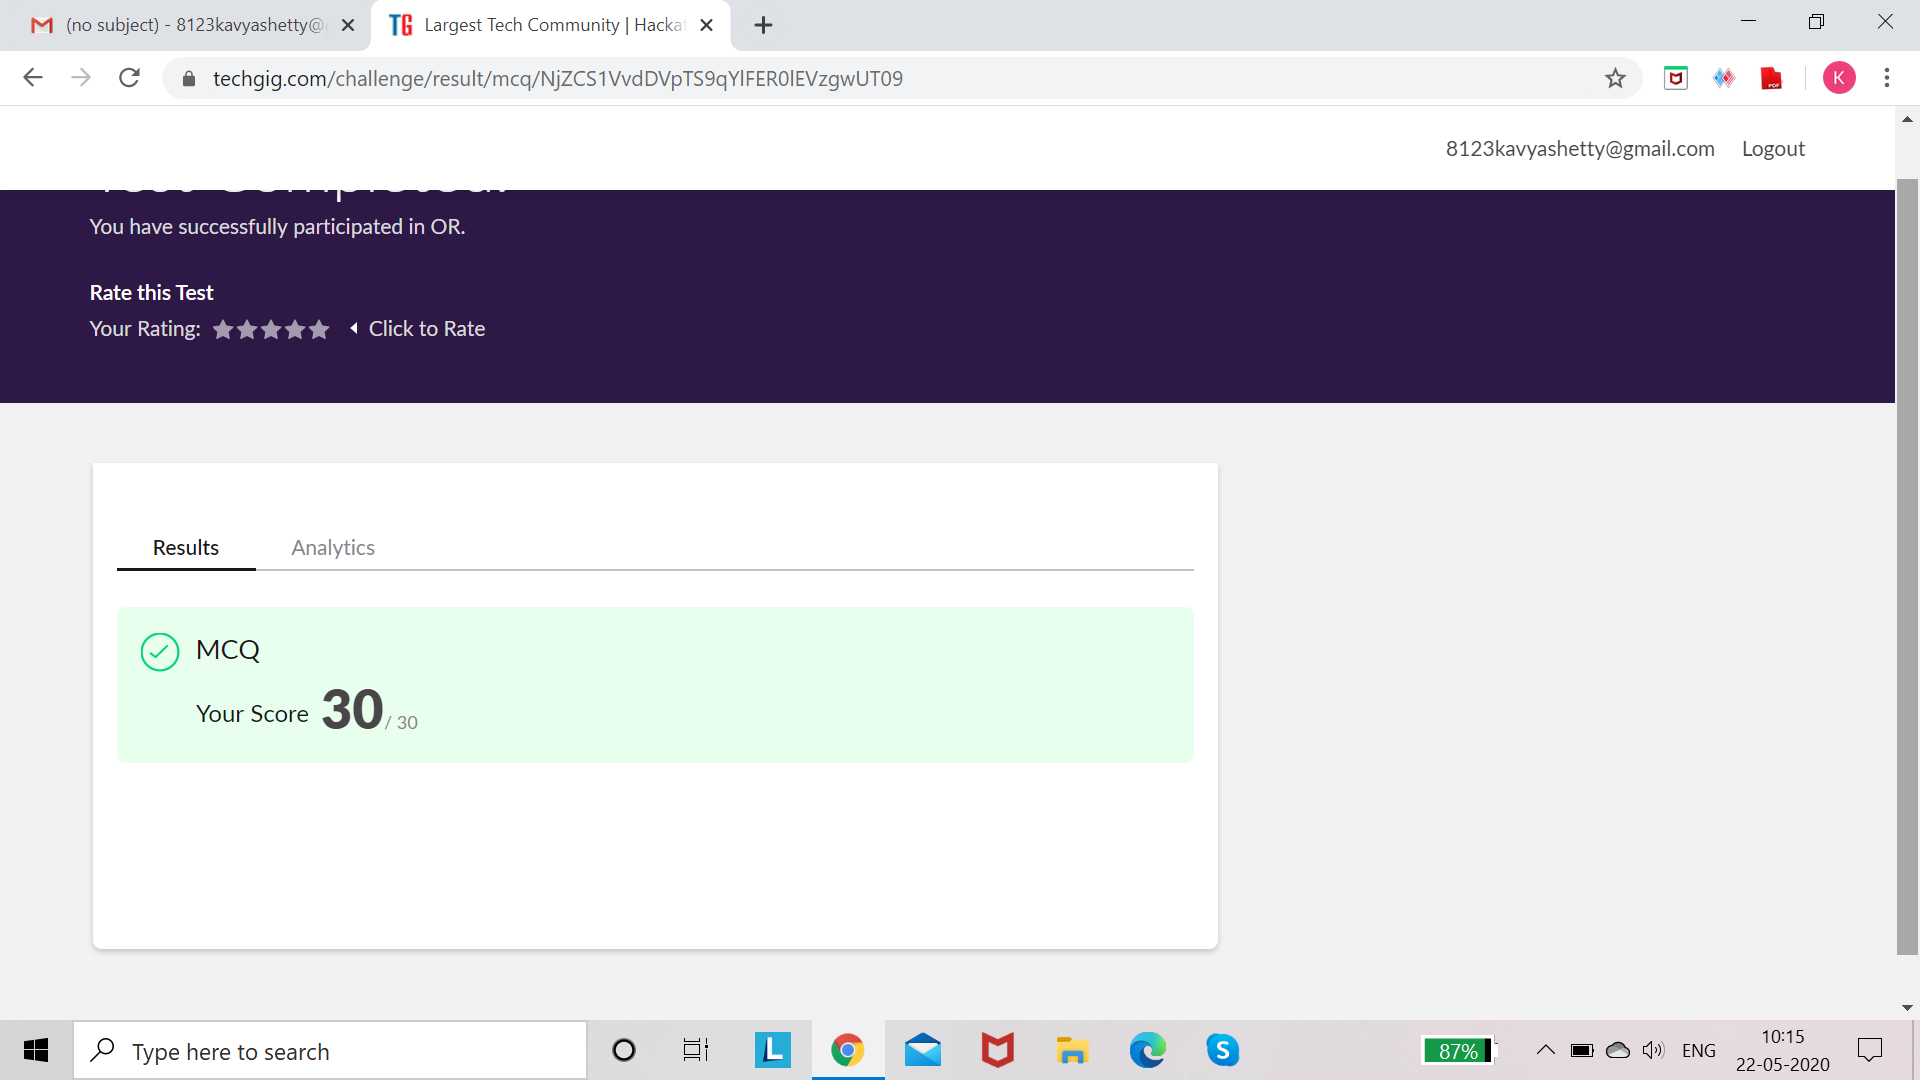 (no subject) - 8123kavyashetty@
Largest Tech Community | Hacka
techgig.com/challenge/result/mcq/NjZCS1VvdDVpTS9qYlFER0lEVzgwUT09
K
8123kavyashetty@gmail.com Logout
Test Completed!
You have successfully participated in OR.
Rate this Test
Your Rating: Click to Rate
Results Analytics
MCQ
Your Score 30 / 30
Type here to search
87%
ENG
10:15
22-05-2020